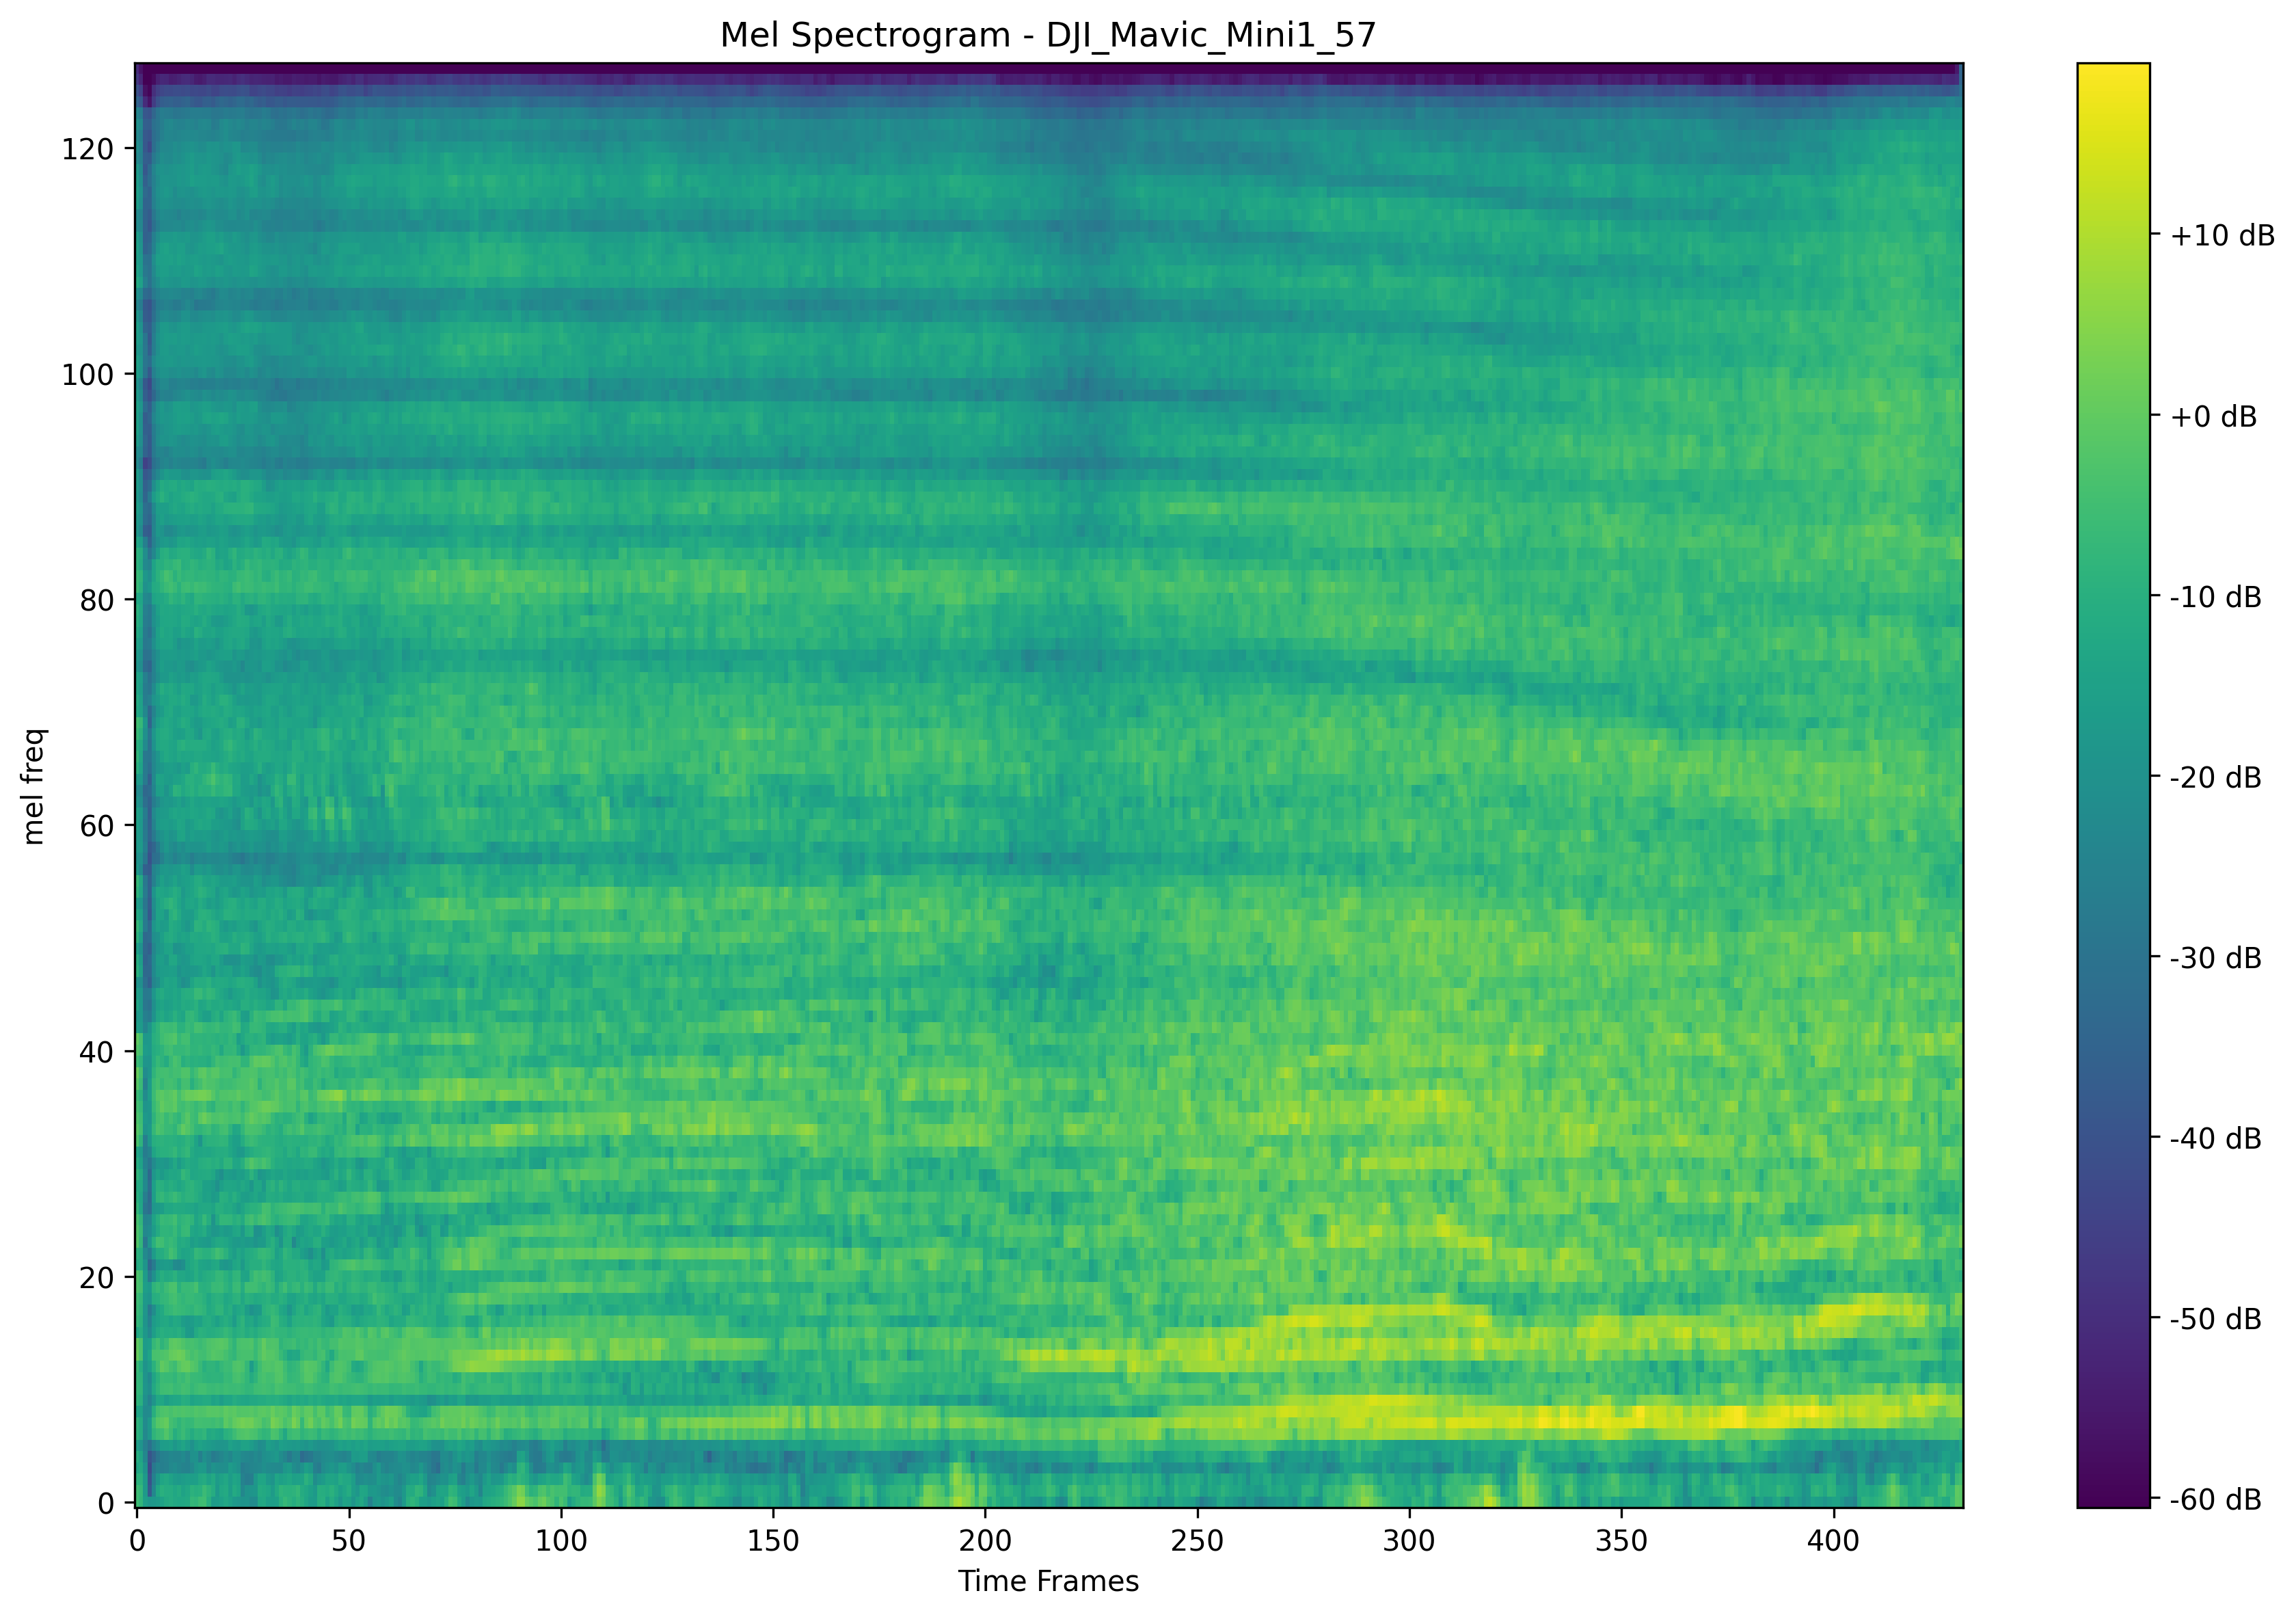 Mel Spectrogram - DJI_Mavic_Mini1_57
mel freq
120
100
80
60
40
20
0
0 50 100 150 200 250 300 350 400
Time Frames
+10 dB
+0 dB
-10 dB
-20 dB
-30 dB
-40 dB
-50 dB
-60 dB